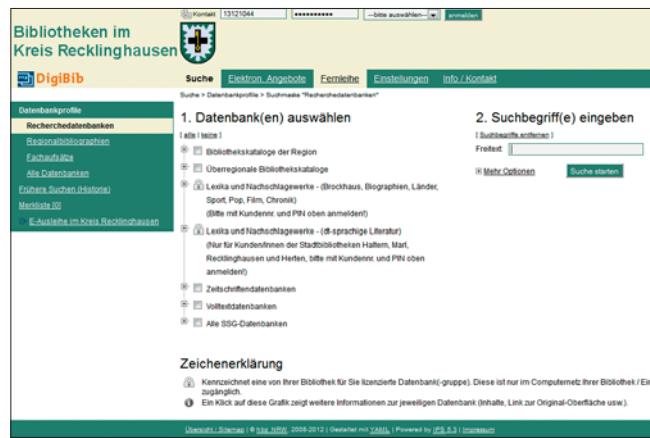 Kontakt 13121044 •••••••••• ---bitte auswählen--- anmelden
Bibliotheken im
Kreis Recklinghausen
DigiBib
Suche Elektron. Angebote Fernleihe Einstellungen Info / Kontakt
Suche > Datenbankprofile > Suchmaske "Recherchedatenbanken"
Datenbankprofile
Recherchedatenbanken
Regionalbibliographien
Fachaufsätze
Alle Datenbanken
Frühere Suchen (Historie)
Merkliste [0]
E-Ausleihe im Kreis Recklinghausen
1. Datenbank(en) auswählen
[ alle | keine ]
Bibliothekskataloge der Region
Überregionale Bibliothekskataloge
Lexika und Nachschlagewerke - (Brockhaus, Biographien, Länder,
Sport, Pop, Film, Chronik)
(Bitte mit Kundennr. und PIN oben anmelden!)
Lexika und Nachschlagewerke - (dt-sprachige Literatur)
(Nur für Kunden/innen der Stadtbibliotheken Haltern, Marl,
Recklinghausen und Herten, bitte mit Kundennr. und PIN oben
anmelden!)
Zeitschriftendatenbanken
Volltextdatenbanken
Alle SSG-Datenbanken
2. Suchbegriff(e) eingeben
[ Suchbegriffe entfernen ]
Freitext:
Mehr Optionen Suche starten
Zeichenerklärung
Kennzeichnet eine von Ihrer Bibliothek für Sie lizenzierte Datenbank(-gruppe). Diese ist nur im Computernetz Ihrer Bibliothek / Ein
zugänglich.
Ein Klick auf diese Grafik zeigt weitere Informationen zur jeweiligen Datenbank (Inhalte, Link zur Original-Oberfläche usw.).
Übersicht / Sitemap | © hbz, NRW, 2008-2012 | Gestaltet mit YAML | Powered by IPS 5.3 | Impressum